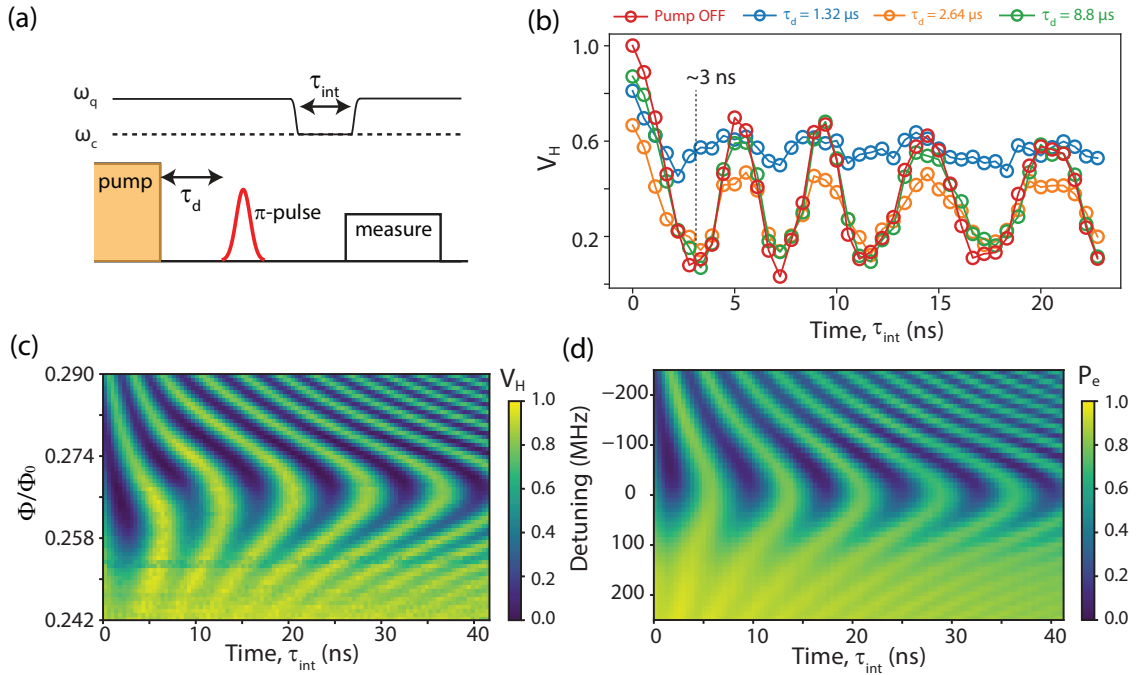 (a)
ω_q
τ_int
ω_c
pump
τ_d
π-pulse
measure
(b)
Pump OFF
τ_d = 1.32 µs
τ_d = 2.64 µs
τ_d = 8.8 µs
V_H
1.0
0.6
0.2
~3 ns
0
5
10
15
20
Time, τ_int (ns)
(c)
Φ/Φ₀
0.290
0.274
0.258
0.242
0
10
20
30
40
Time, τ_int (ns)
V_H
1.0
0.8
0.6
0.4
0.2
0.0
(d)
Detuning (MHz)
−200
-100
0
100
200
0
10
20
30
40
Time, τ_int (ns)
P_e
1.0
0.8
0.6
0.4
0.2
0.0